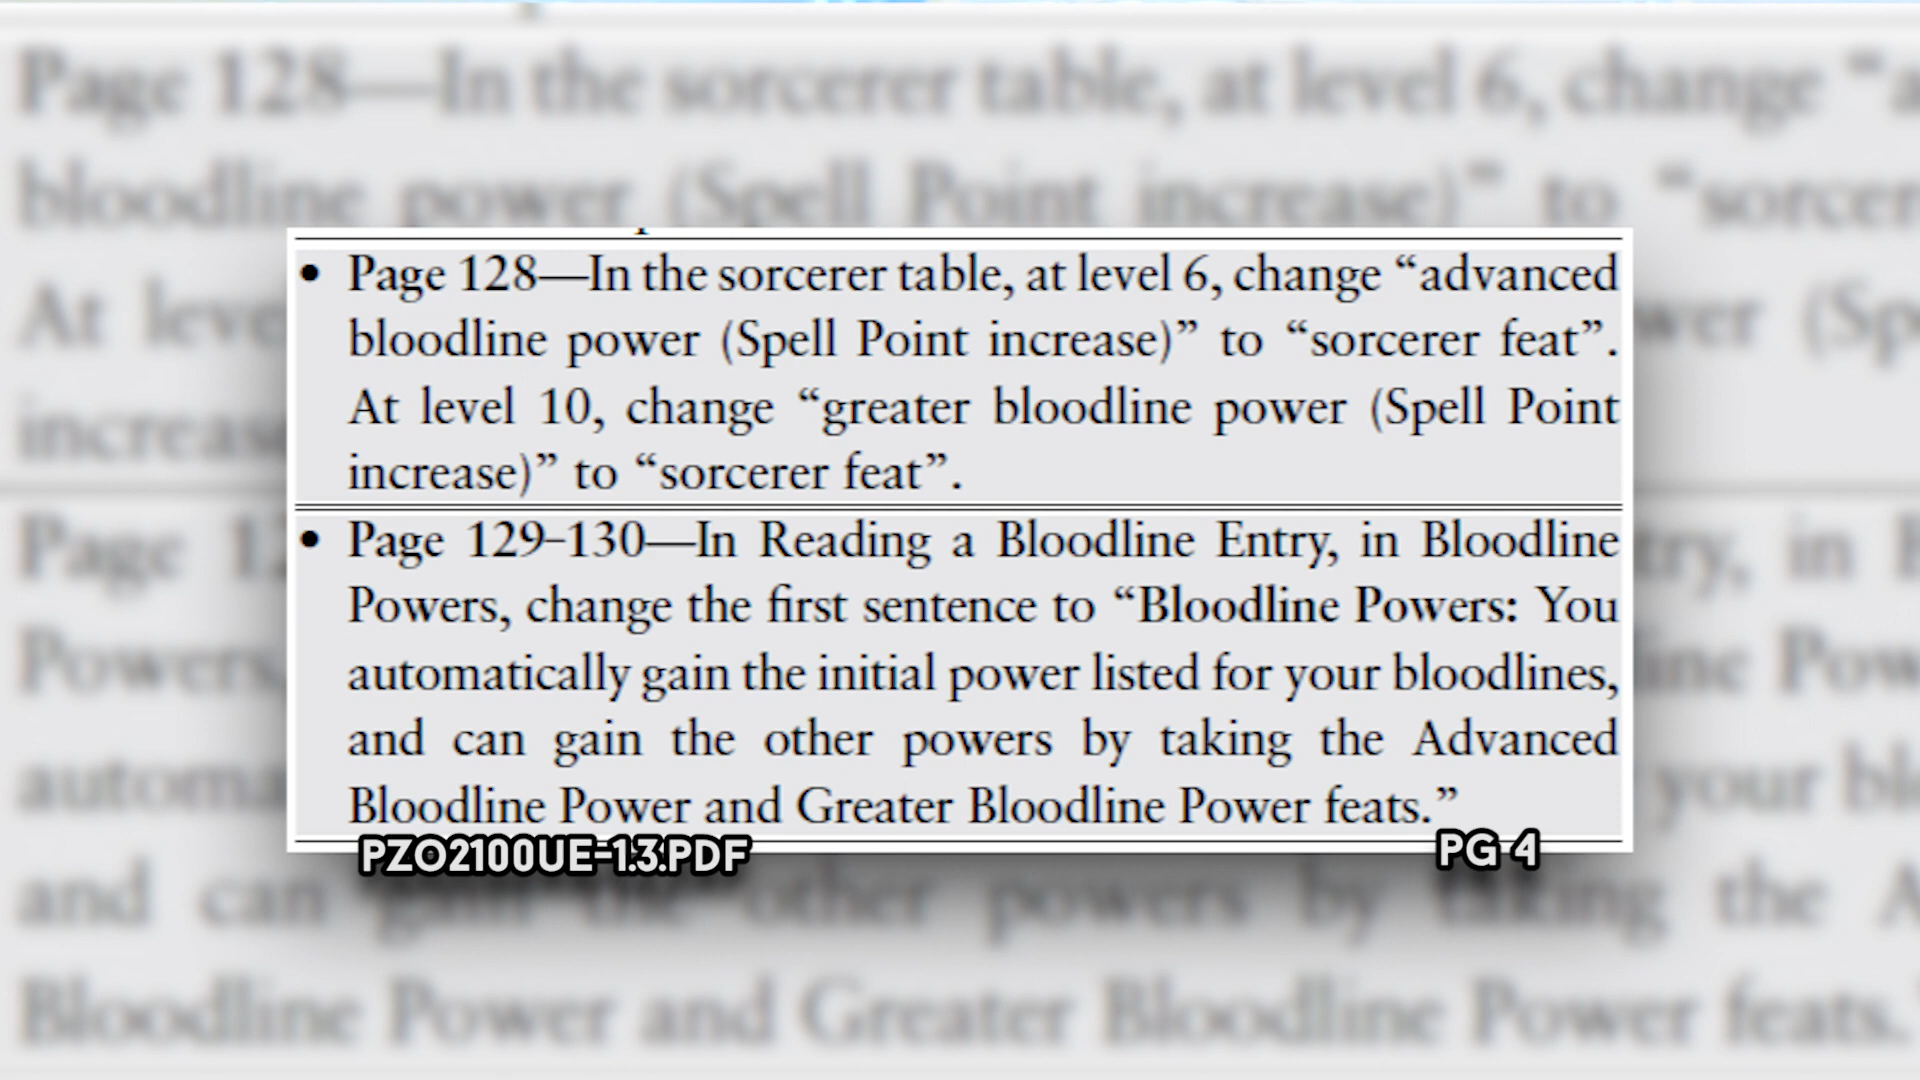 • Page 128—In the sorcerer table, at level 6, change “advanced
bloodline power (Spell Point increase)” to “sorcerer feat”.
At level 10, change “greater bloodline power (Spell Point
increase)” to “sorcerer feat”.
• Page 129–130—In Reading a Bloodline Entry, in Bloodline
Powers, change the first sentence to “Bloodline Powers: You
automatically gain the initial power listed for your bloodlines,
and can gain the other powers by taking the Advanced
Bloodline Power and Greater Bloodline Power feats.”
PZO2100UE-1.3.PDF
PG 4